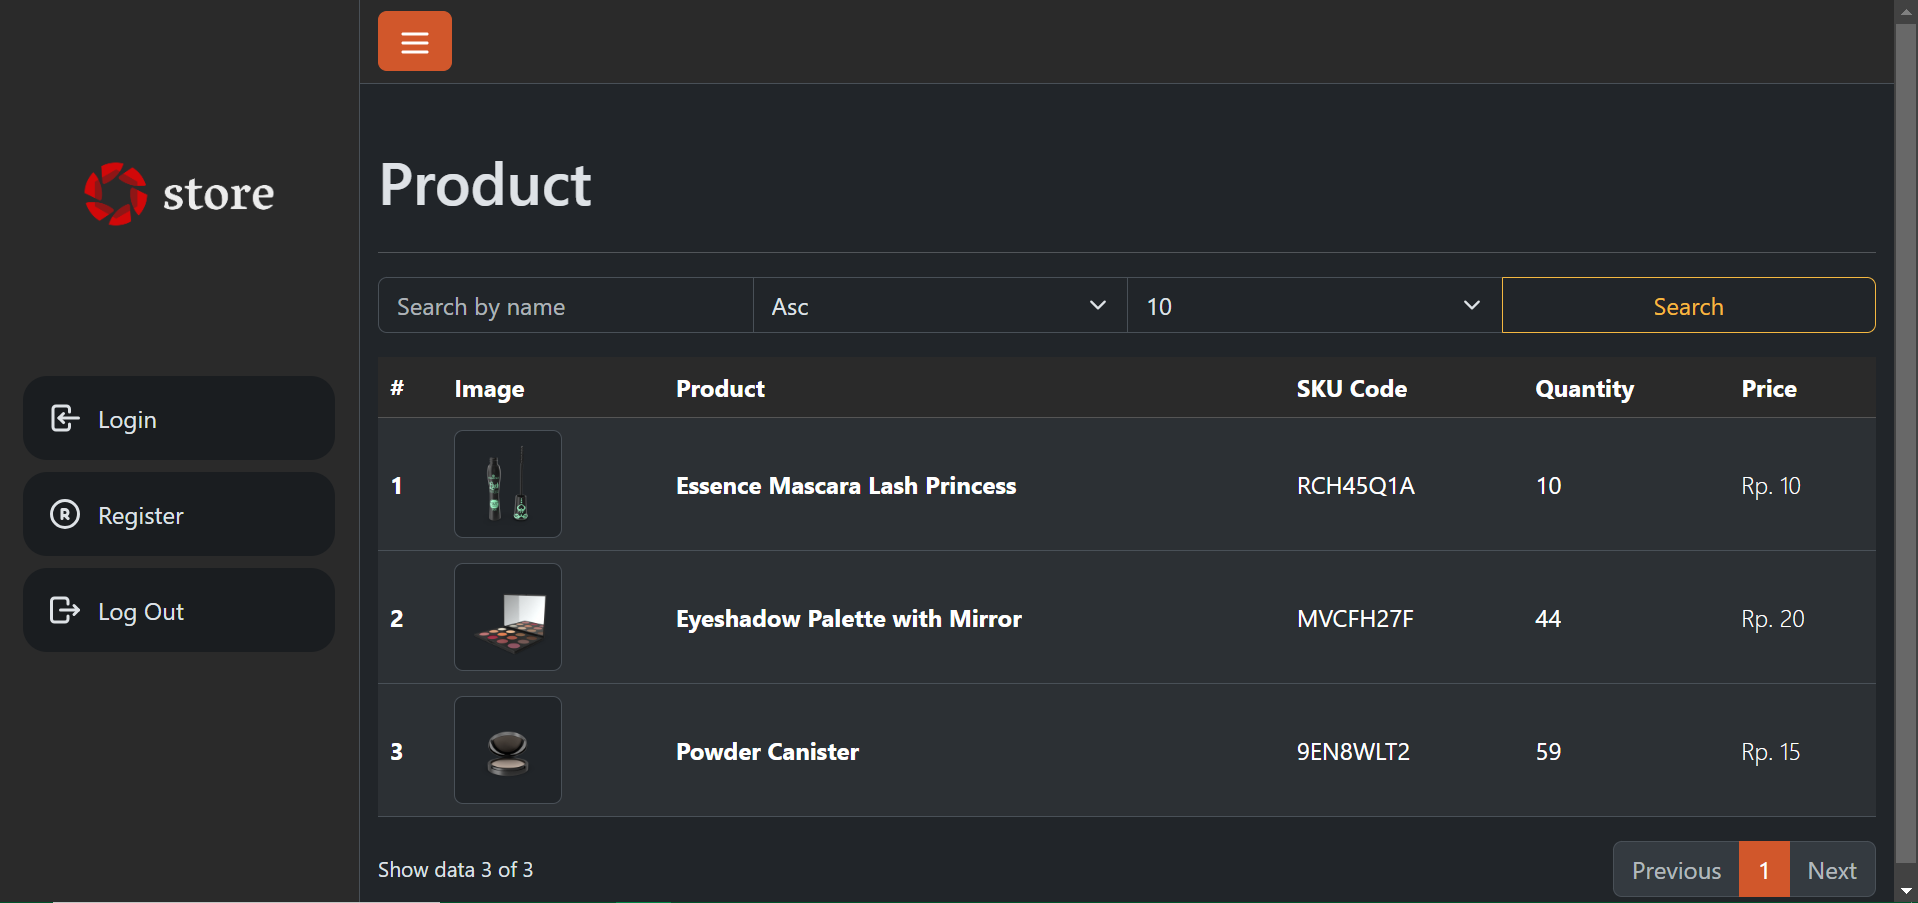 store
Login
Register
Log Out
Product
Search by name Asc 10 Search
# Image Product SKU Code Quantity Price
1 Essence Mascara Lash Princess RCH45Q1A 10 Rp. 10
2 Eyeshadow Palette with Mirror MVCFH27F 44 Rp. 20
3 Powder Canister 9EN8WLT2 59 Rp. 15
Show data 3 of 3 Previous 1 Next